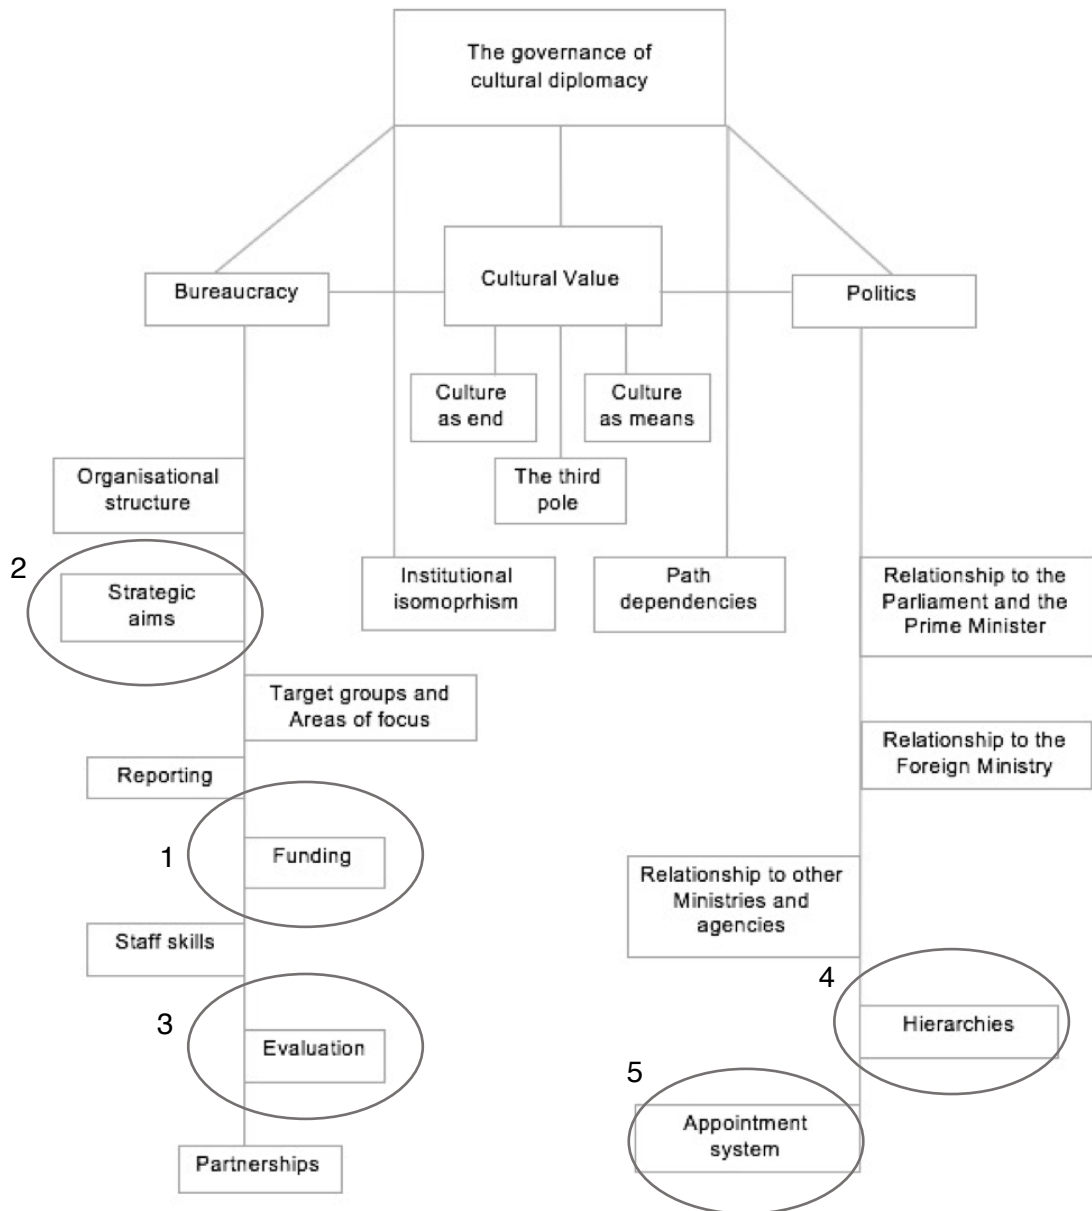 The governance of
cultural diplomacy
Bureaucracy
Cultural Value
Politics
Culture
as end
Culture
as means
The third
pole
Organisational
structure
2
Strategic
aims
Institutional
isomoprhism
Path
dependencies
Relationship to the
Parliament and the
Prime Minister
Target groups and
Areas of focus
Relationship to the
Foreign Ministry
Reporting
1
Funding
Relationship to other
Ministries and
agencies
Staff skills
4
Hierarchies
3
Evaluation
5
Appointment
system
Partnerships